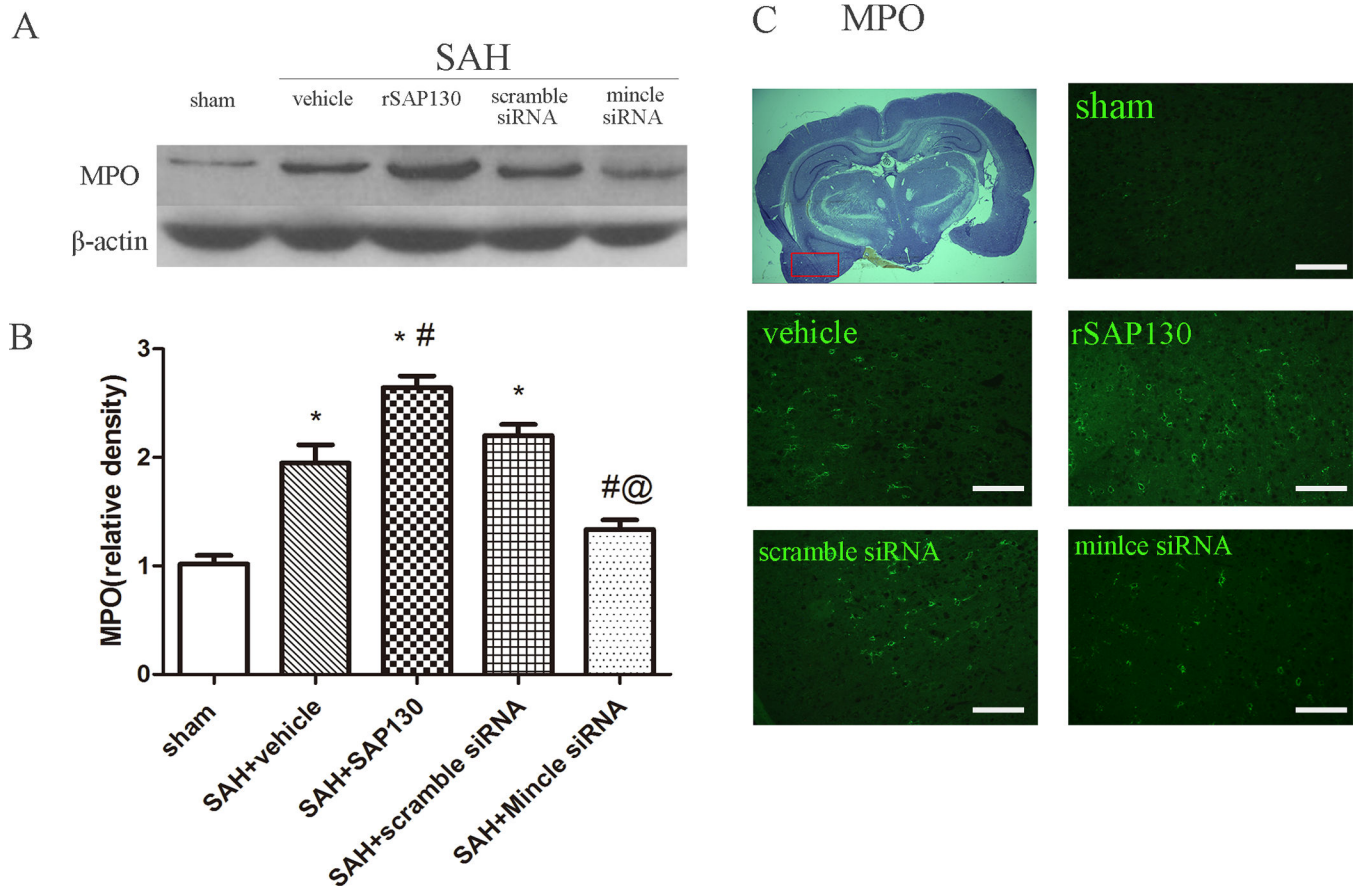 A
SAH
sham vehicle rSAP130 scramble siRNA mincle siRNA
MPO
β-actin
B
MPO(relative density)
3
2
1
0
*
* #
*
#@
sham
SAH+vehicle
SAH+SAP130
SAH+scramble siRNA
SAH+Mincle siRNA
C MPO
sham
vehicle
rSAP130
scramble siRNA
minlce siRNA